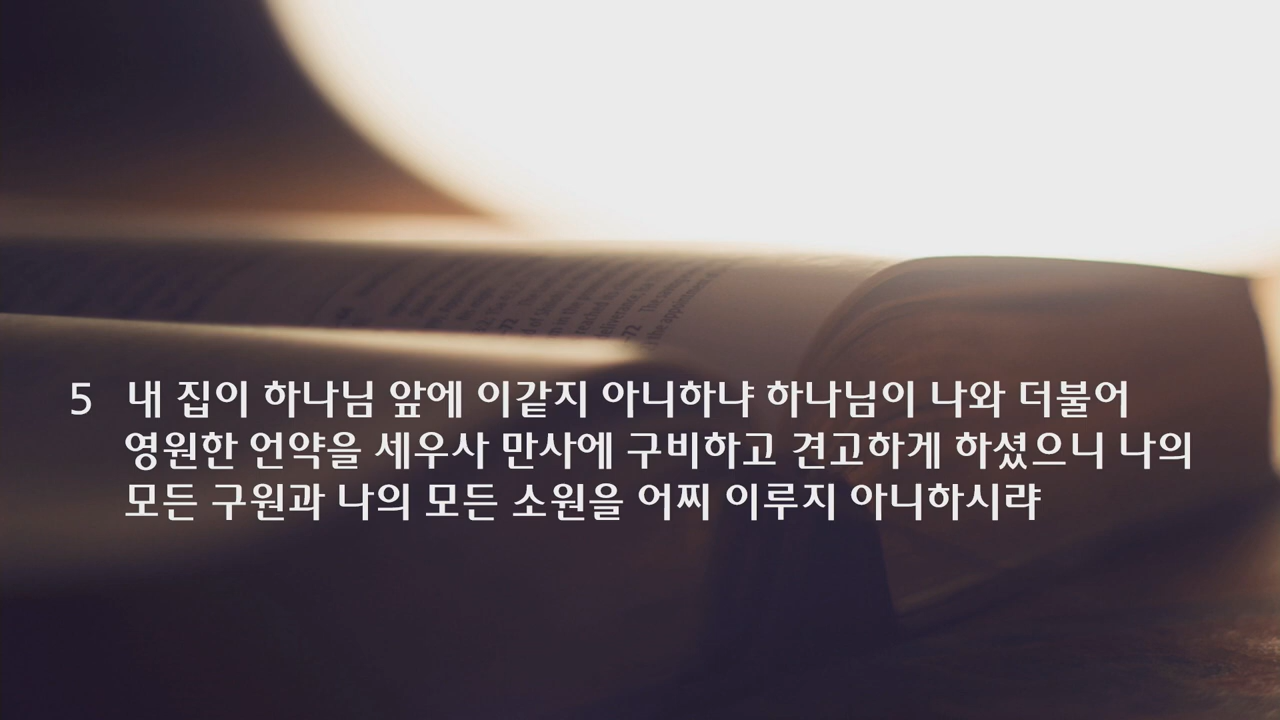 5 내 집이 하나님 앞에 이같지 아니하냐 하나님이 나와 더불어
영원한 언약을 세우사 만사에 구비하고 견고하게 하셨으니 나의
모든 구원과 나의 모든 소원을 어찌 이루지 아니하시랴